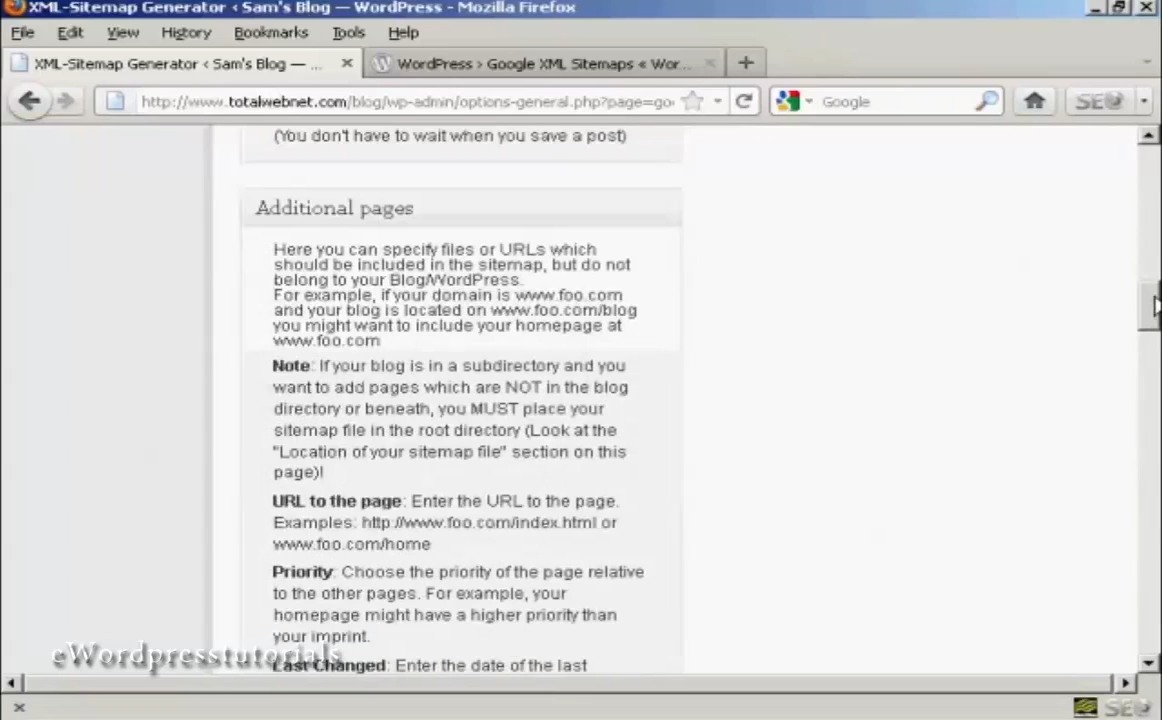 XML-Sitemap Generator ‹ Sam's Blog — WordPress - Mozilla Firefox
File Edit View History Bookmarks Tools Help
XML-Sitemap Generator ‹ Sam's Blog — ...
WordPress › Google XML Sitemaps « Wor...
http://www.totalwebnet.com/blog/wp-admin/options-general.php?page=goo
Google
SEO
(You don't have to wait when you save a post)
Additional pages
Here you can specify files or URLs which
should be included in the sitemap, but do not
belong to your Blog/WordPress.
For example, if your domain is www.foo.com
and your blog is located on www.foo.com/blog
you might want to include your homepage at
www.foo.com
Note: If your blog is in a subdirectory and you
want to add pages which are NOT in the blog
directory or beneath, you MUST place your
sitemap file in the root directory (Look at the
"Location of your sitemap file" section on this
page)!
URL to the page: Enter the URL to the page.
Examples: http://www.foo.com/index.html or
www.foo.com/home
Priority: Choose the priority of the page relative
to the other pages. For example, your
homepage might have a higher priority than
your imprint.
Last Changed: Enter the date of the last
eWordpresstutorials
SEO